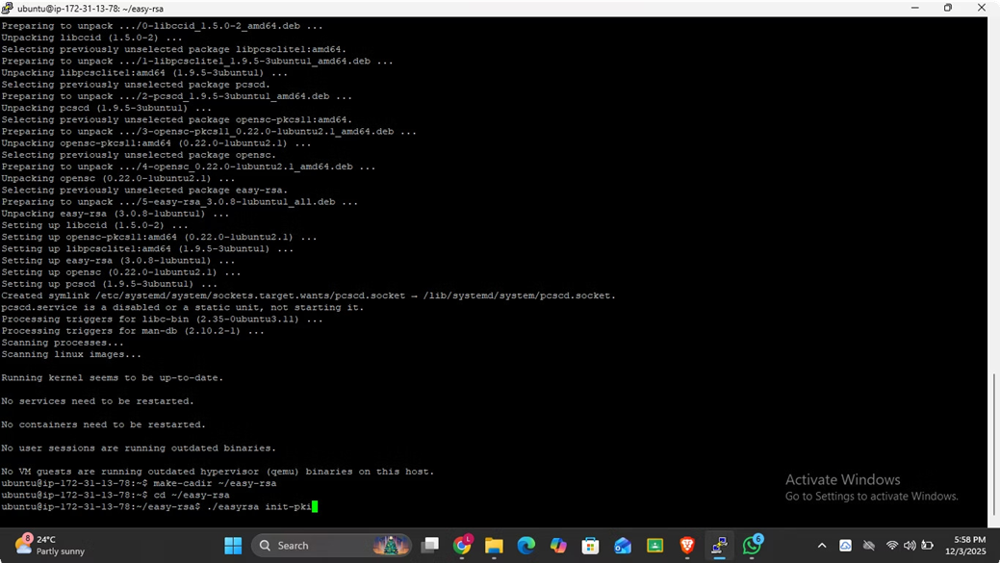 ubuntu@ip-172-31-13-78: ~/easy-rsa
Preparing to unpack .../0-libccid_1.5.0-2_amd64.deb ...
Unpacking libccid (1.5.0-2) ...
Selecting previously unselected package libpcsclite1:amd64.
Preparing to unpack .../1-libpcsclite1_1.9.5-3ubuntu1_amd64.deb ...
Unpacking libpcsclite1:amd64 (1.9.5-3ubuntu1) ...
Selecting previously unselected package pcscd.
Preparing to unpack .../2-pcscd_1.9.5-3ubuntu1_amd64.deb ...
Unpacking pcscd (1.9.5-3ubuntu1) ...
Selecting previously unselected package opensc-pkcs11:amd64.
Preparing to unpack .../3-opensc-pkcs11_0.22.0-1ubuntu2.1_amd64.deb ...
Unpacking opensc-pkcs11:amd64 (0.22.0-1ubuntu2.1) ...
Selecting previously unselected package opensc.
Preparing to unpack .../4-opensc_0.22.0-1ubuntu2.1_amd64.deb ...
Unpacking opensc (0.22.0-1ubuntu2.1) ...
Selecting previously unselected package easy-rsa.
Preparing to unpack .../5-easy-rsa_3.0.8-1ubuntu1_all.deb ...
Unpacking easy-rsa (3.0.8-1ubuntu1) ...
Setting up libccid (1.5.0-2) ...
Setting up opensc-pkcs11:amd64 (0.22.0-1ubuntu2.1) ...
Setting up libpcsclite1:amd64 (1.9.5-3ubuntu1) ...
Setting up easy-rsa (3.0.8-1ubuntu1) ...
Setting up opensc (0.22.0-1ubuntu2.1) ...
Setting up pcscd (1.9.5-3ubuntu1) ...
Created symlink /etc/systemd/system/sockets.target.wants/pcscd.socket → /lib/systemd/system/pcscd.socket.
pcscd.service is a disabled or a static unit, not starting it.
Processing triggers for libc-bin (2.35-0ubuntu3.11) ...
Processing triggers for man-db (2.10.2-1) ...
Scanning processes...
Scanning linux images...
Running kernel seems to be up-to-date.
No services need to be restarted.
No containers need to be restarted.
No user sessions are running outdated binaries.
No VM guests are running outdated hypervisor (qemu) binaries on this host.
ubuntu@ip-172-31-13-78:~$ make-cadir ~/easy-rsa
ubuntu@ip-172-31-13-78:~$ cd ~/easy-rsa
ubuntu@ip-172-31-13-78:~/easy-rsa$ ./easyrsa init-pki
Activate Windows
Go to Settings to activate Windows.
8
24°C
Partly sunny
Search
L
6
5:58 PM
12/3/2025